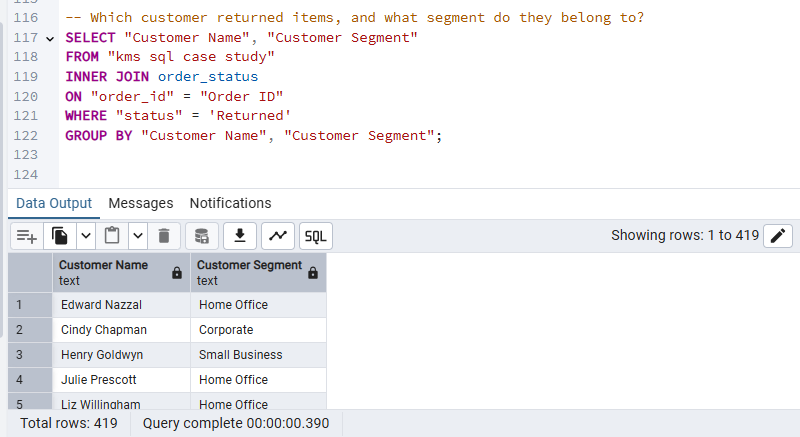 116 -- Which customer returned items, and what segment do they belong to?
117 SELECT "Customer Name", "Customer Segment"
118 FROM "kms sql case study"
119 INNER JOIN order_status
120 ON "order_id" = "Order ID"
121 WHERE "status" = 'Returned'
122 GROUP BY "Customer Name", "Customer Segment";
123
124
Data Output Messages Notifications
SQL Showing rows: 1 to 419
Customer Name Customer Segment
text text
1 Edward Nazzal Home Office
2 Cindy Chapman Corporate
3 Henry Goldwyn Small Business
4 Julie Prescott Home Office
5 Liz Willingham Home Office
Total rows: 419 Query complete 00:00:00.390